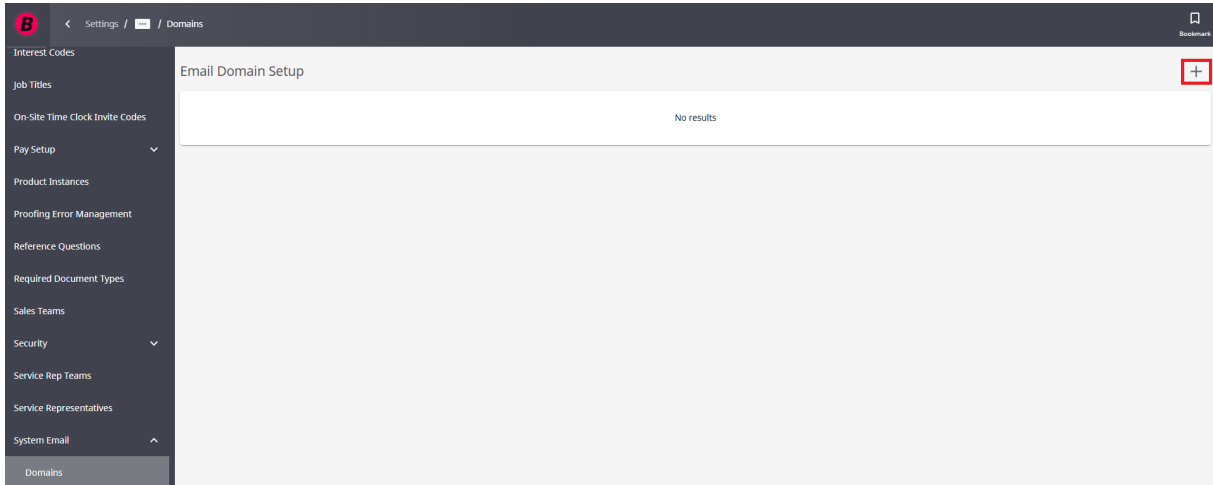 B
Settings / ... / Domains
Bookmark
Interest Codes
Job Titles
On-Site Time Clock Invite Codes
Pay Setup
Product Instances
Proofing Error Management
Reference Questions
Required Document Types
Sales Teams
Security
Service Rep Teams
Service Representatives
System Email
Domains
Email Domain Setup
No results